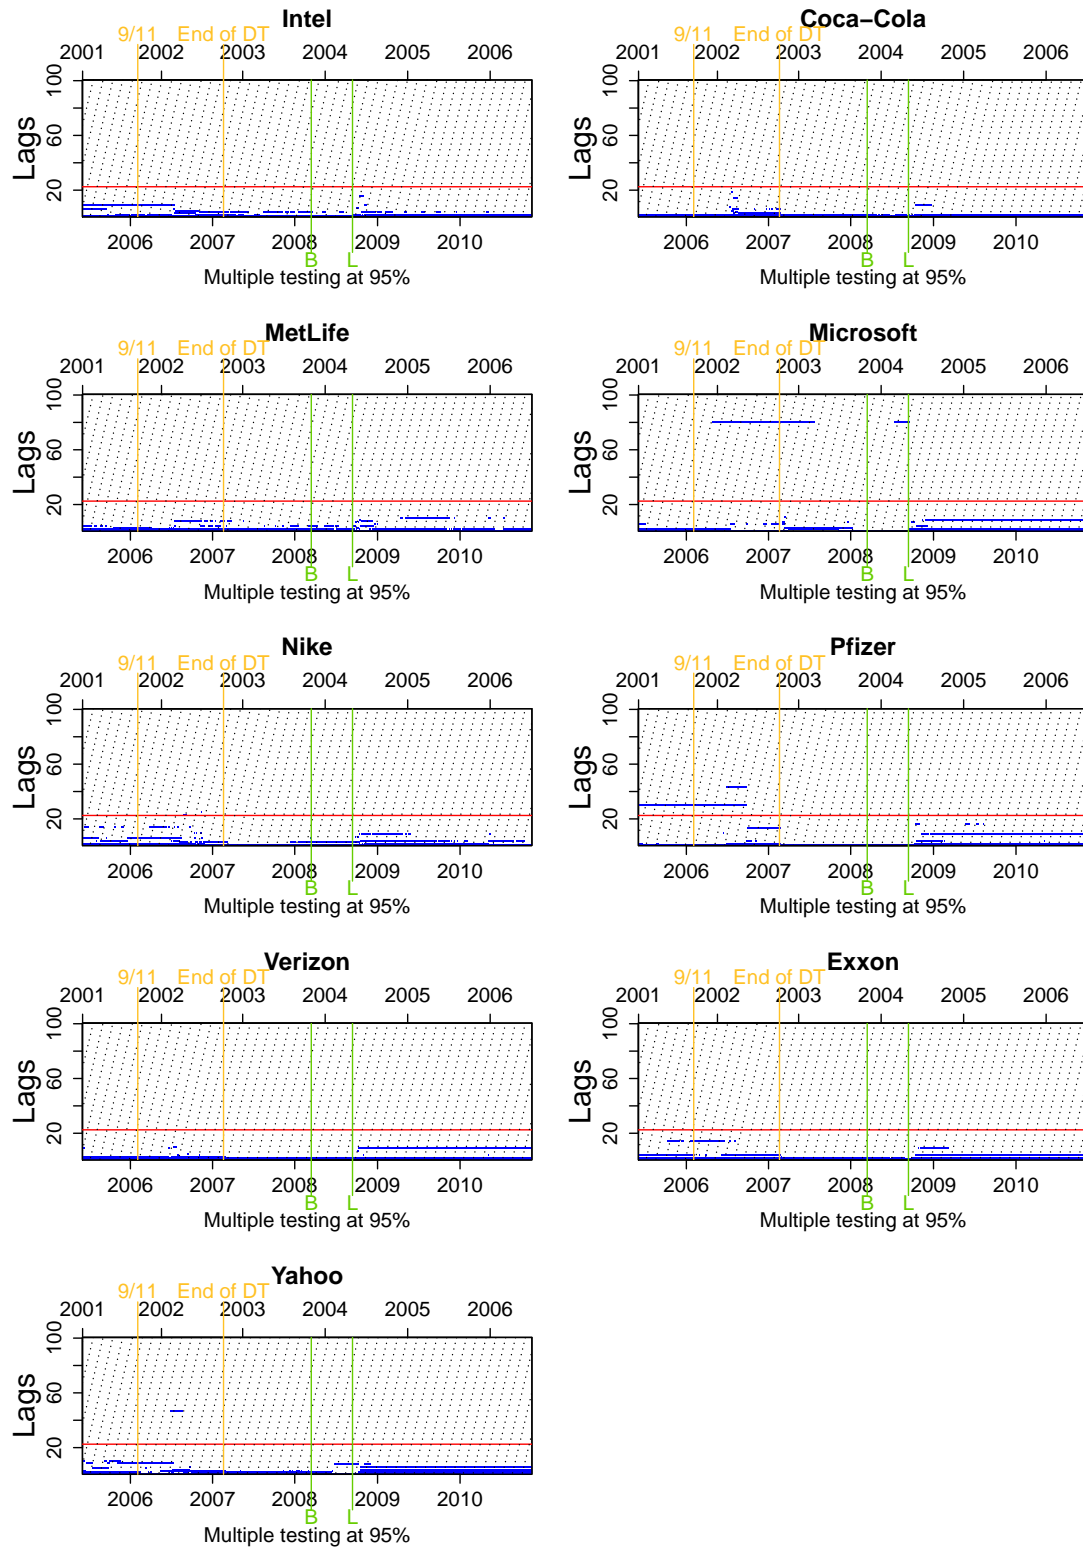 Intel
9/11 End of DT
2001 2002 2003 2004 2005 2006
Lags
20 60 100
2006 2007 2008 2009 2010
B L
Multiple testing at 95%
Coca−Cola
9/11 End of DT
2001 2002 2003 2004 2005 2006
Lags
20 60 100
2006 2007 2008 2009 2010
B L
Multiple testing at 95%
MetLife
9/11 End of DT
2001 2002 2003 2004 2005 2006
Lags
20 60 100
2006 2007 2008 2009 2010
B L
Multiple testing at 95%
Microsoft
9/11 End of DT
2001 2002 2003 2004 2005 2006
Lags
20 60 100
2006 2007 2008 2009 2010
B L
Multiple testing at 95%
Nike
9/11 End of DT
2001 2002 2003 2004 2005 2006
Lags
20 60 100
2006 2007 2008 2009 2010
B L
Multiple testing at 95%
Pfizer
9/11 End of DT
2001 2002 2003 2004 2005 2006
Lags
20 60 100
2006 2007 2008 2009 2010
B L
Multiple testing at 95%
Verizon
9/11 End of DT
2001 2002 2003 2004 2005 2006
Lags
20 60 100
2006 2007 2008 2009 2010
B L
Multiple testing at 95%
Exxon
9/11 End of DT
2001 2002 2003 2004 2005 2006
Lags
20 60 100
2006 2007 2008 2009 2010
B L
Multiple testing at 95%
Yahoo
9/11 End of DT
2001 2002 2003 2004 2005 2006
Lags
20 60 100
2006 2007 2008 2009 2010
B L
Multiple testing at 95%